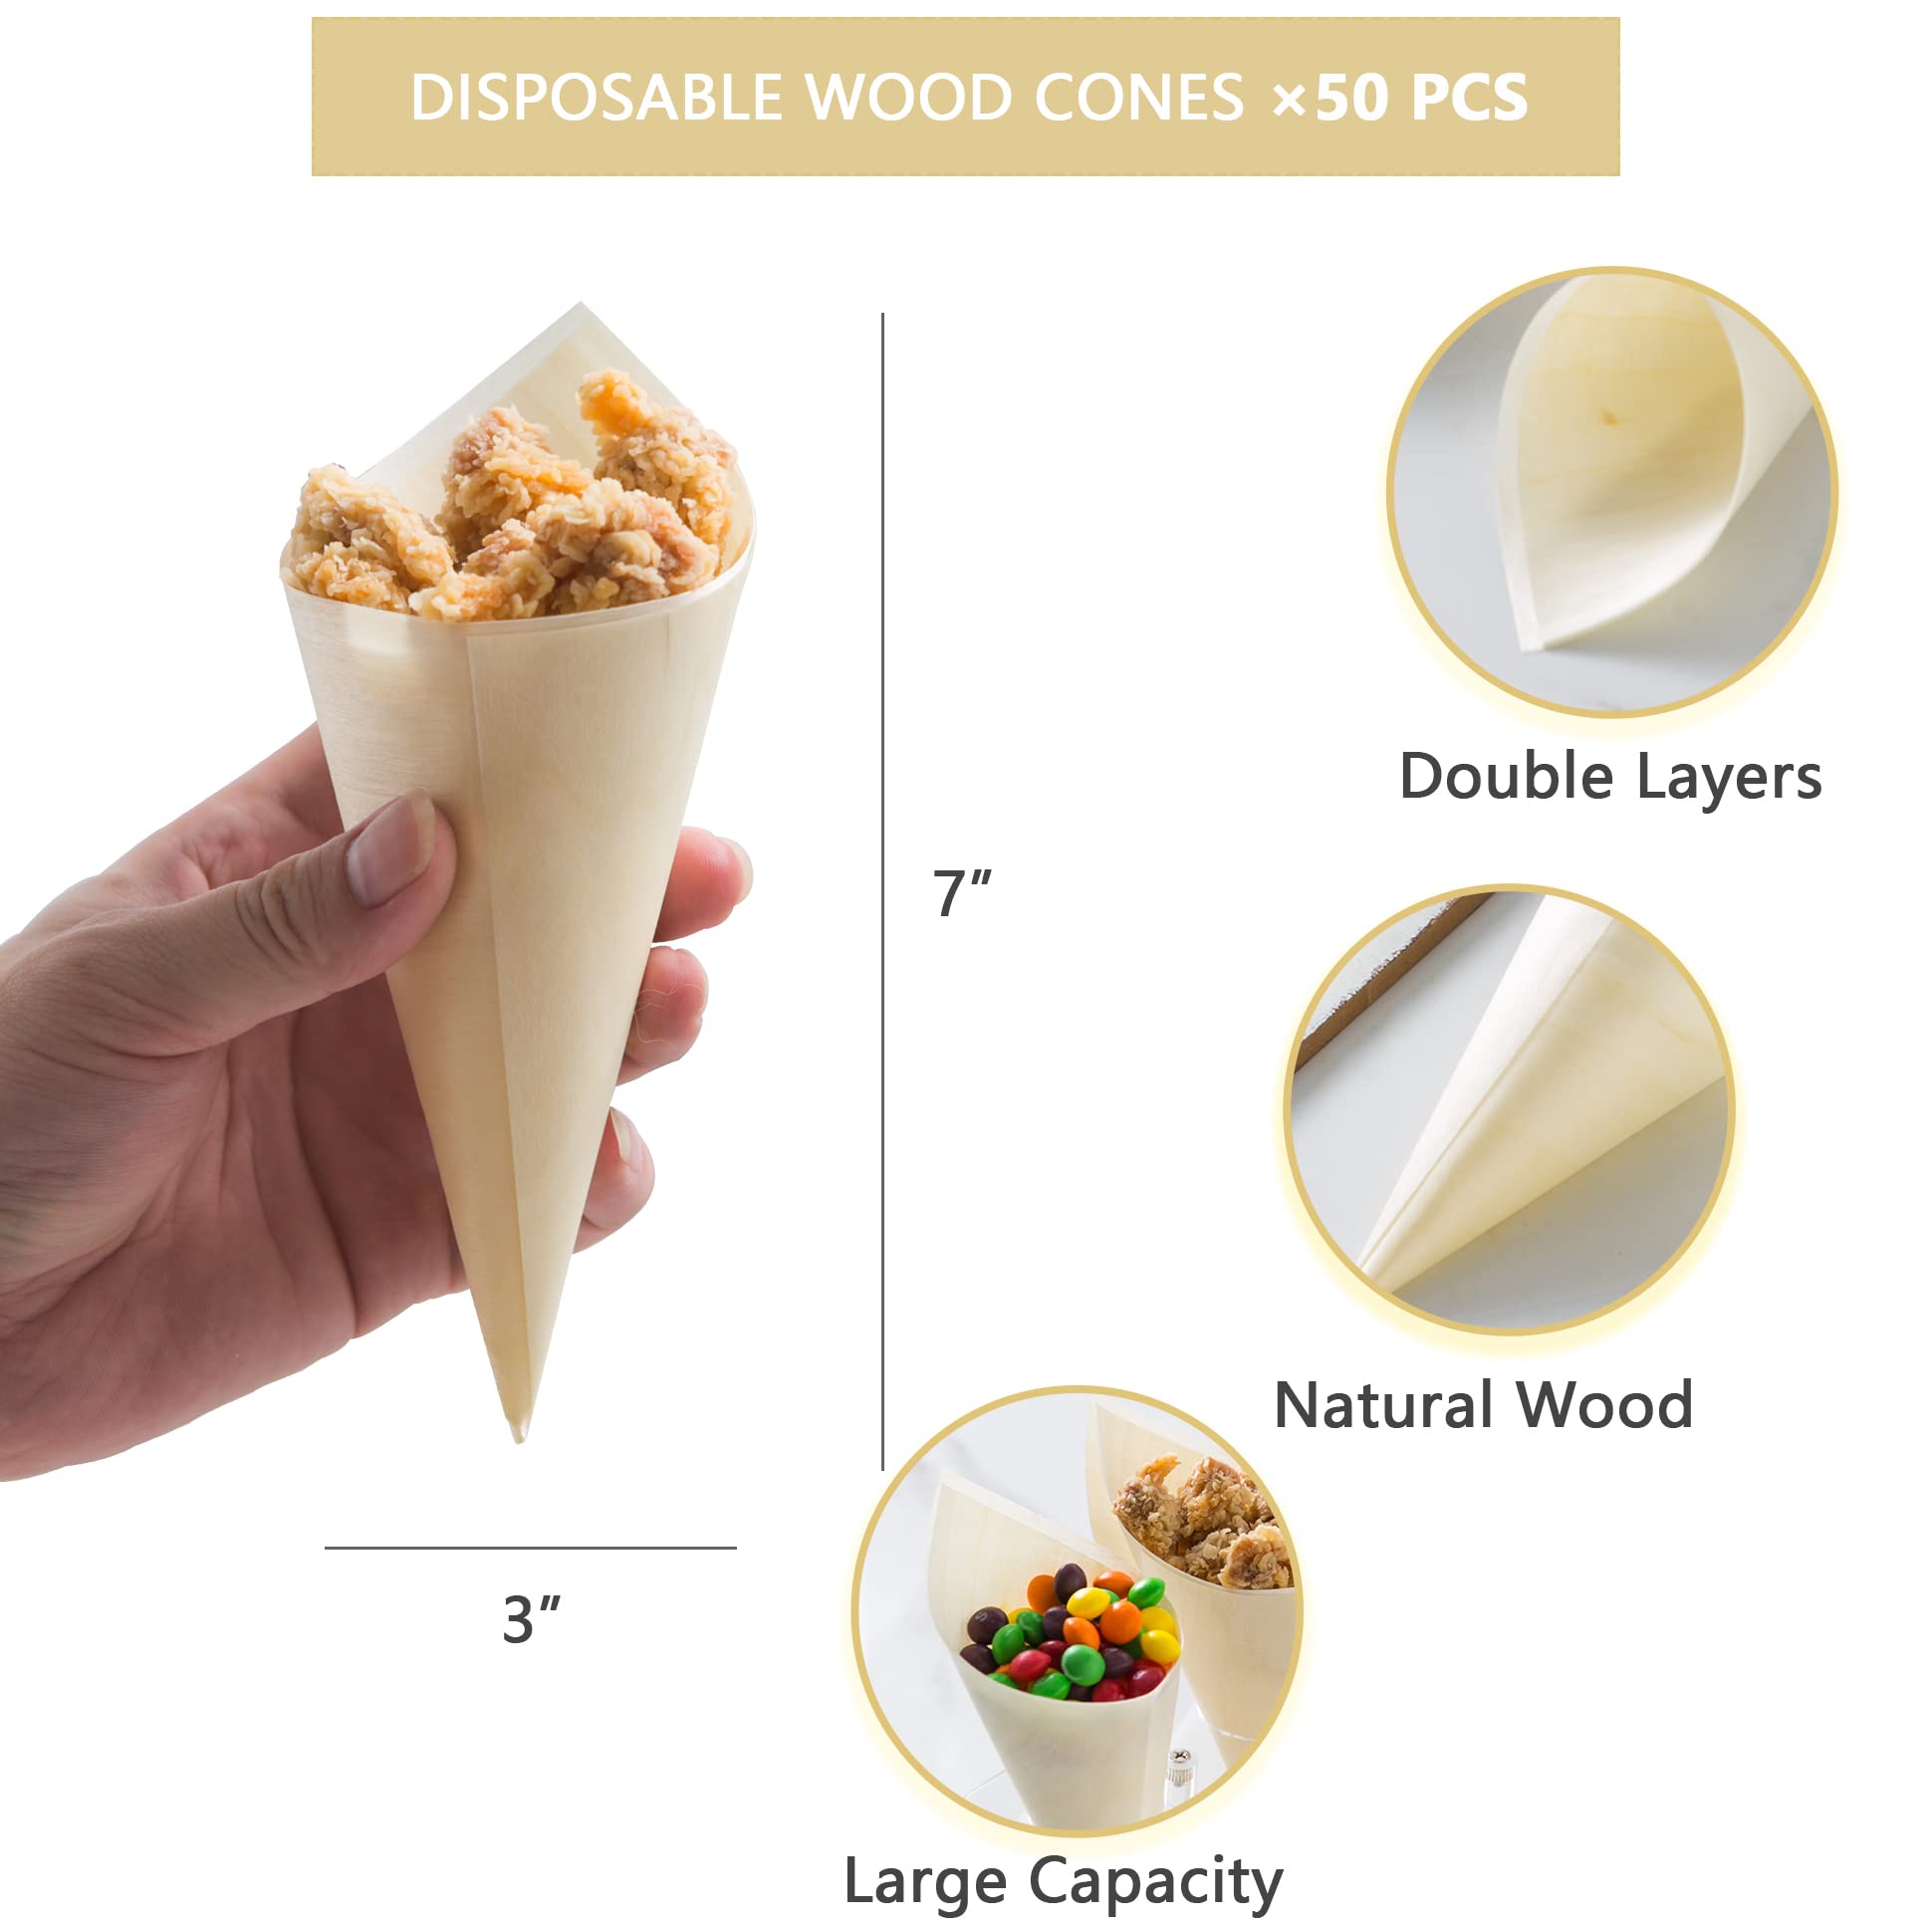 DISPOSABLE WOOD CONES ×50 PCS
Double Layers
7″
Natural Wood
3″
Large Capacity